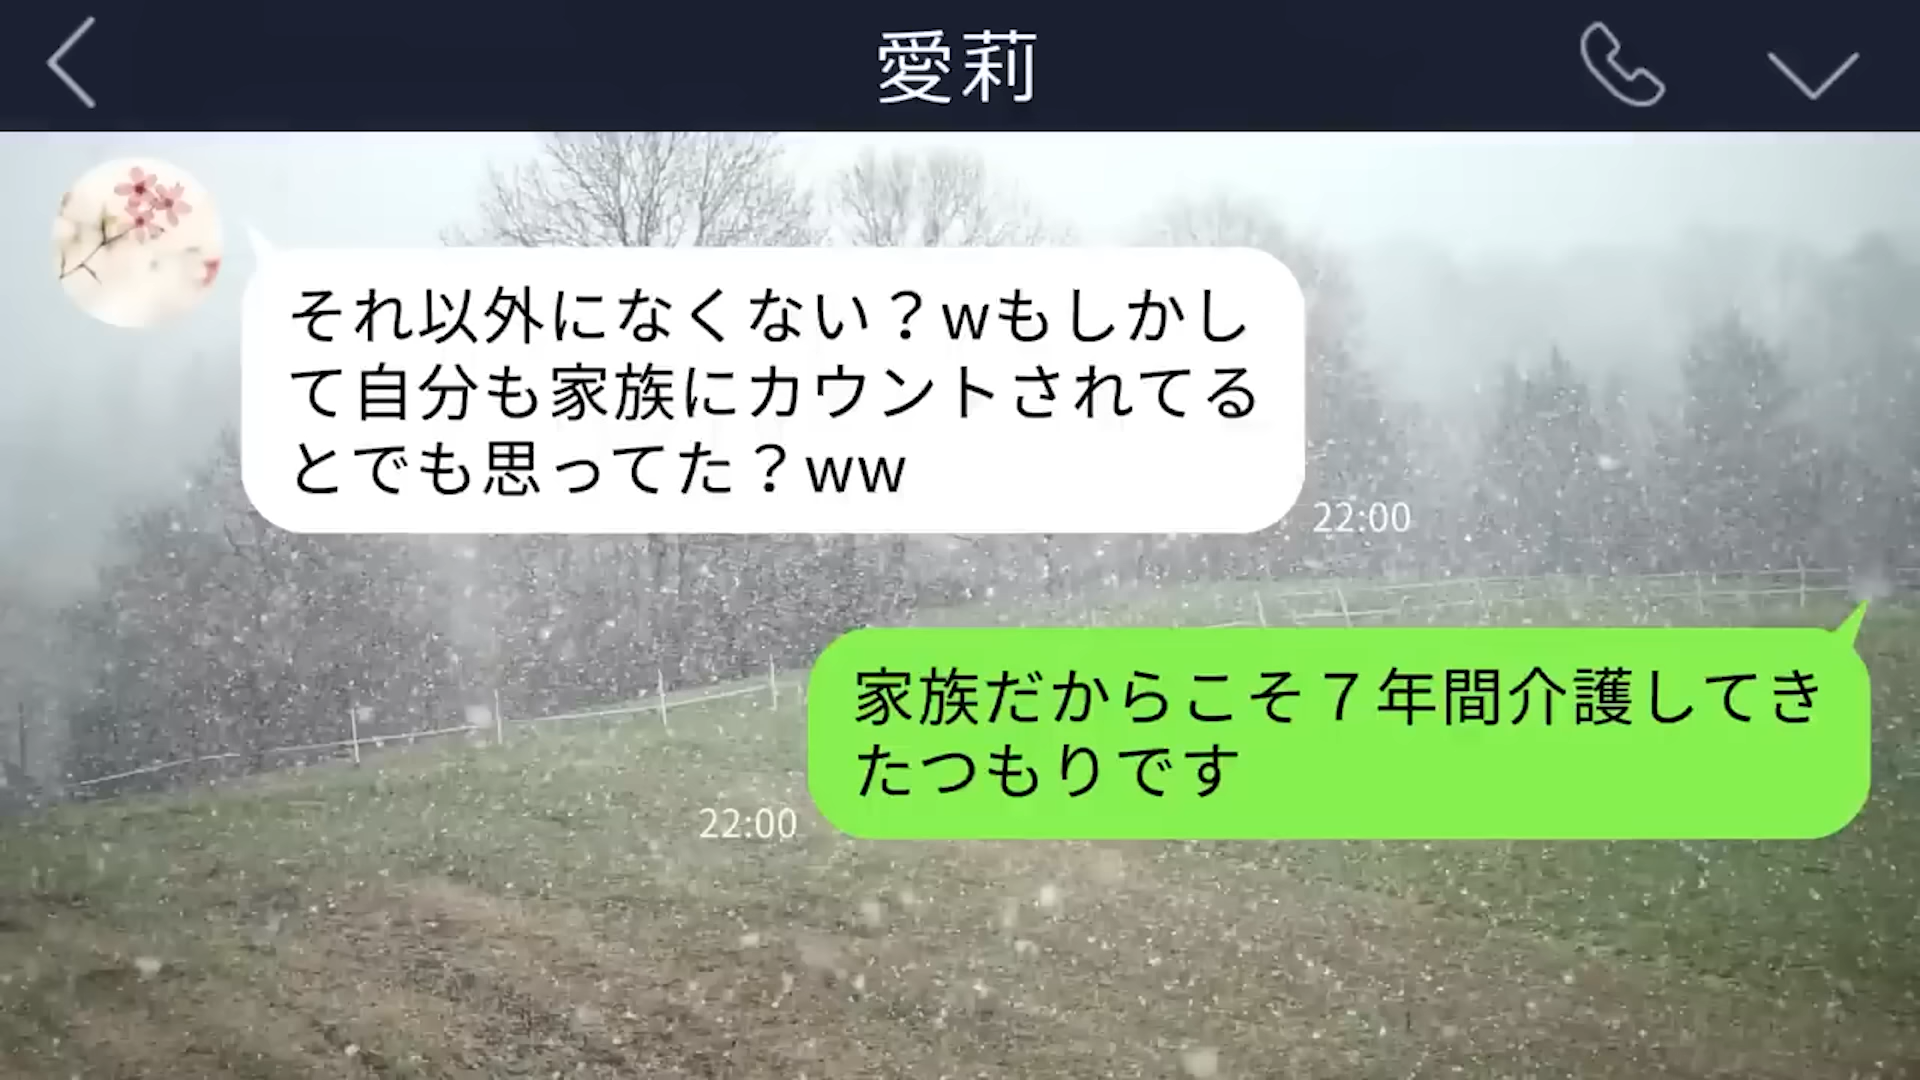 愛莉
それ以外になくない？wもしかし
て自分も家族にカウントされてる
とでも思ってた？ww
22:00
家族だからこそ７年間介護してき
たつもりです
22:00